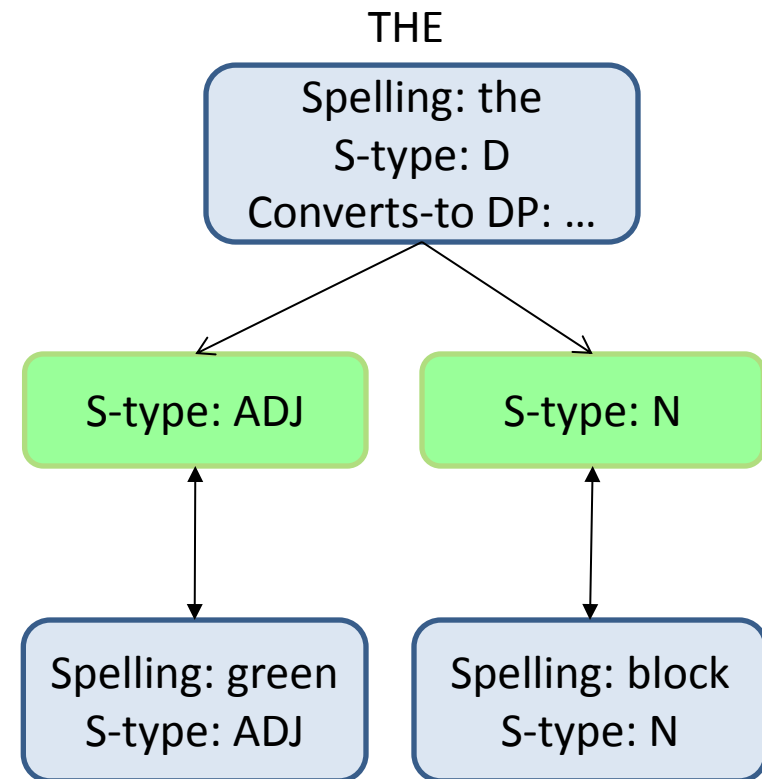 THE
Spelling: the
S-type: D
Converts-to DP: ...
S-type: ADJ
S-type: N
Spelling: green
S-type: ADJ
Spelling: block
S-type: N